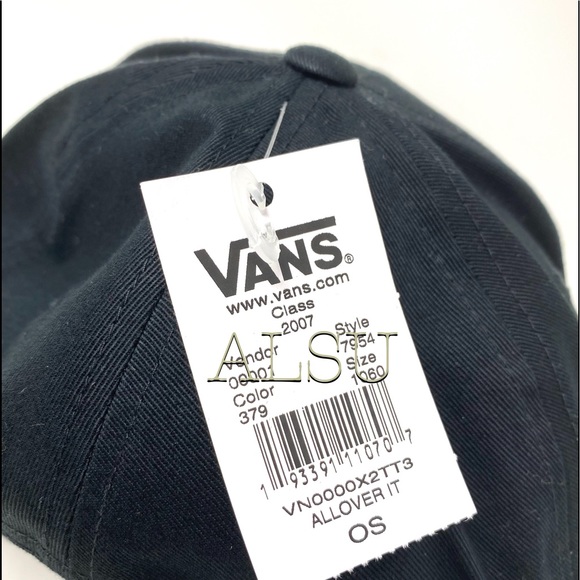 VANS®
www.vans.com
Class
2007
Vendor Style
17954
Color Size
379 1060
ALSU
1 93391 11070 7
VN0000X2TT3
ALLOVER IT
OS